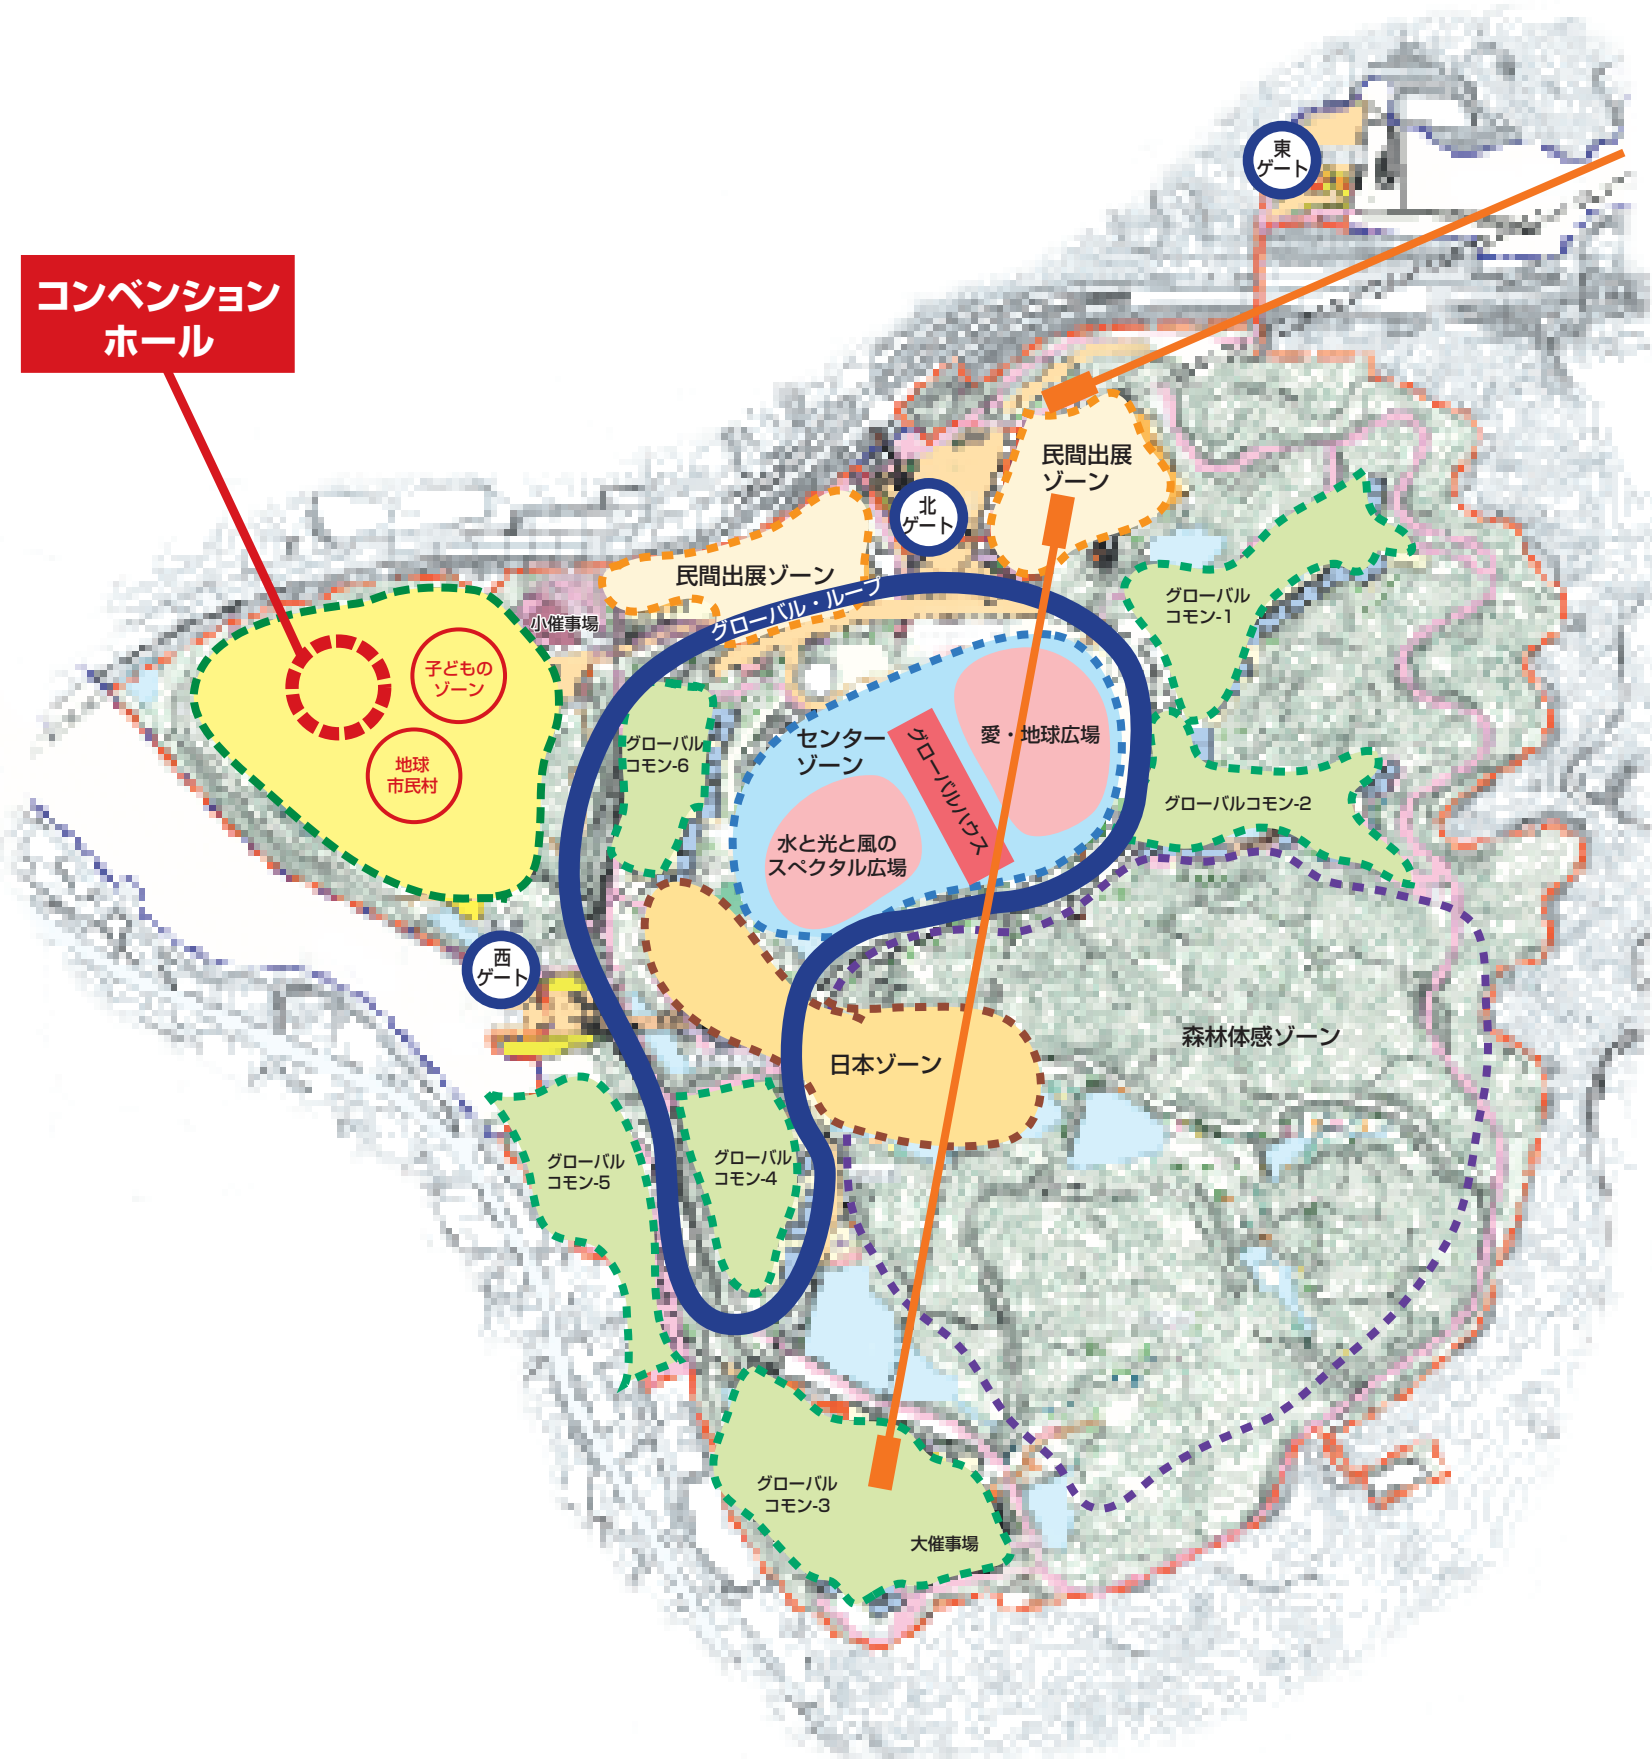 東
ゲート
コンベンション
ホール
民間出展
ゾーン
北
ゲート
民間出展ゾーン
グローバル・ループ
小催事場
グローバル
コモン-1
子どもの
ゾーン
地球
市民村
グローバル
コモン-6
センター
ゾーン
グローバルハウス
愛・地球広場
水と光と風の
スペクタル広場
グローバルコモン-2
西
ゲート
日本ゾーン
森林体感ゾーン
グローバル
コモン-5
グローバル
コモン-4
グローバル
コモン-3
大催事場